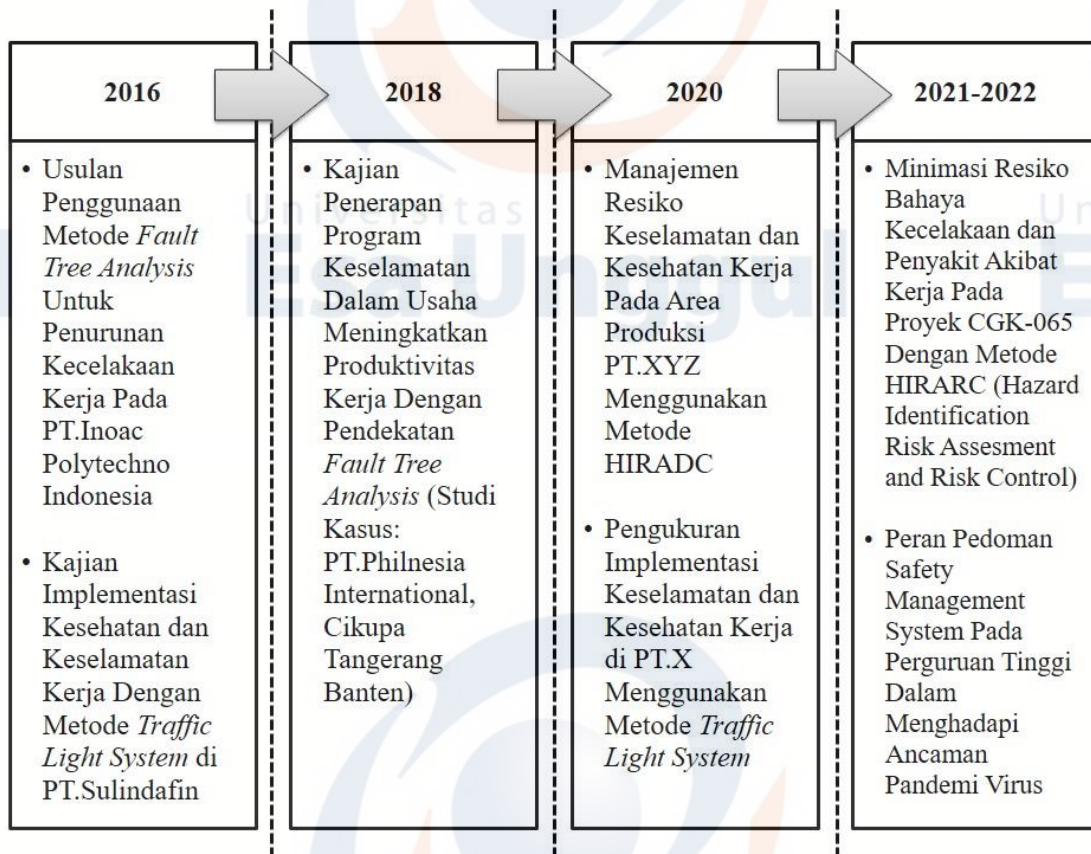 2016
2018
2020
2021-2022
• Usulan
Penggunaan
Metode Fault
Tree Analysis
Untuk
Penurunan
Kecelakaan
Kerja Pada
PT.Inoac
Polytechno
Indonesia
• Kajian
Implementasi
Kesehatan dan
Keselamatan
Kerja Dengan
Metode Traffic
Light System di
PT.Sulindafin
• Kajian
Penerapan
Program
Keselamatan
Dalam Usaha
Meningkatkan
Produktivitas
Kerja Dengan
Pendekatan
Fault Tree
Analysis (Studi
Kasus:
PT.Philnesia
International,
Cikupa
Tangerang
Banten)
• Manajemen
Resiko
Keselamatan dan
Kesehatan Kerja
Pada Area
Produksi
PT.XYZ
Menggunakan
Metode
HIRADC
• Pengukuran
Implementasi
Keselamatan dan
Kesehatan Kerja
di PT.X
Menggunakan
Metode Traffic
Light System
• Minimasi Resiko
Bahaya
Kecelakaan dan
Penyakit Akibat
Kerja Pada
Proyek CGK-065
Dengan Metode
HIRARC (Hazard
Identification
Risk Assesment
and Risk Control)
• Peran Pedoman
Safety
Management
System Pada
Perguruan Tinggi
Dalam
Menghadapi
Ancaman
Pandemi Virus
Universitas
Esa Unggul